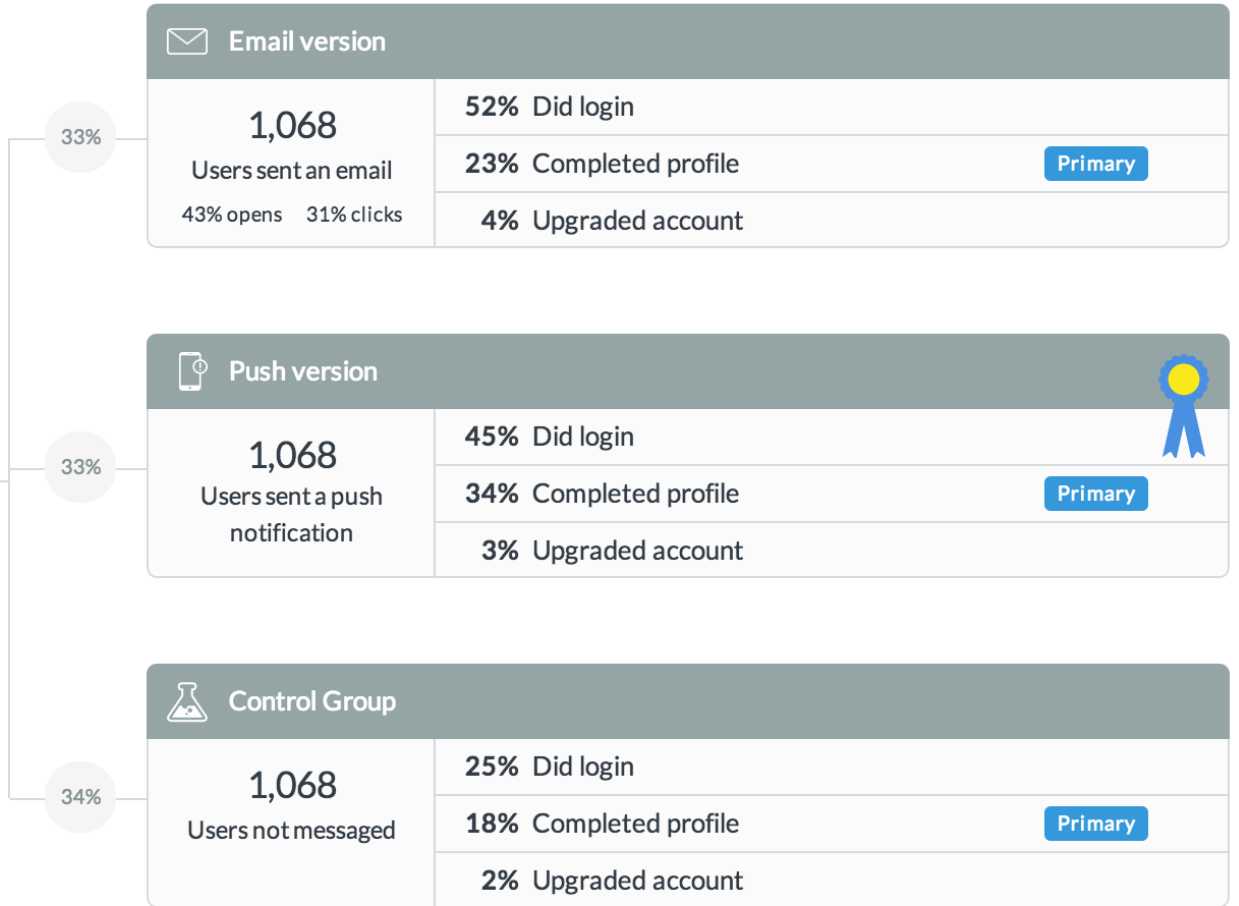 Email version
33%
1,068
Users sent an email
43% opens 31% clicks
52% Did login
23% Completed profile Primary
4% Upgraded account
Push version
33%
1,068
Users sent a push
notification
45% Did login
34% Completed profile Primary
3% Upgraded account
Control Group
34%
1,068
Users not messaged
25% Did login
18% Completed profile Primary
2% Upgraded account